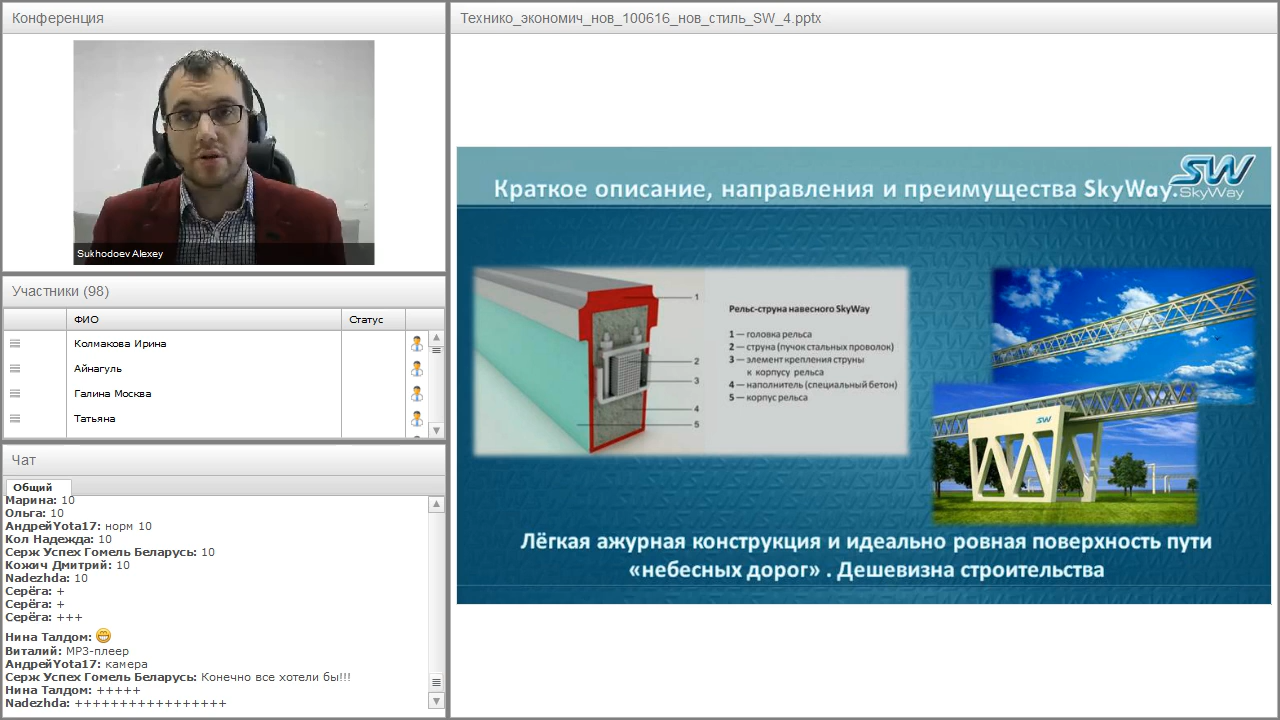 Конференция
Sukhodoev Alexey
Участники (98)
ФИО
Статус
Колмакова Ирина
Айнагуль
Галина Москва
Татьяна
Чат
Общий
Марина: 10
Ольга: 10
АндрейYota17: норм 10
Кол Надежда: 10
Серж Успех Гомель Беларусь: 10
Кожич Дмитрий: 10
Nadezhda: 10
Серёга: +
Серёга: +
Серёга: +++
Нина Талдом:
Виталий: МР3-плеер
АндрейYota17: камера
Серж Успех Гомель Беларусь: Конечно все хотели бы!!!
Нина Талдом: +++++
Nadezhda: +++++++++++++++++
Технико_экономич_нов_100616_нов_стиль_SW_4.pptx
Краткое описание, направления и преимущества SkyWay.
SW
SkyWay
1
2
3
4
5
Рельс-струна навесного SkyWay
1 — головка рельса
2 — струна (пучок стальных проволок)
3 — элемент крепления струны
к корпусу рельса
4 — наполнитель (специальный бетон)
5 — корпус рельса
SW
Лёгкая ажурная конструкция и идеально ровная поверхность пути
«небесных дорог» . Дешевизна строительства